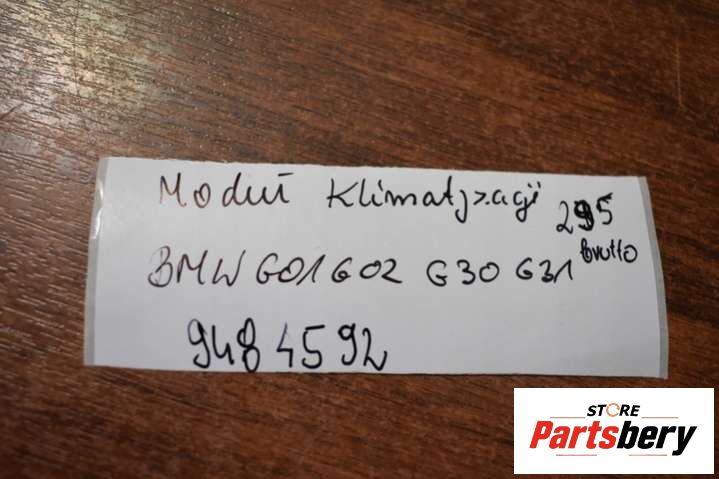 Moduł Klimatyzacji 295 brutto
BMW G01 G02 G30 G31
9484592
STORE
Partsbery